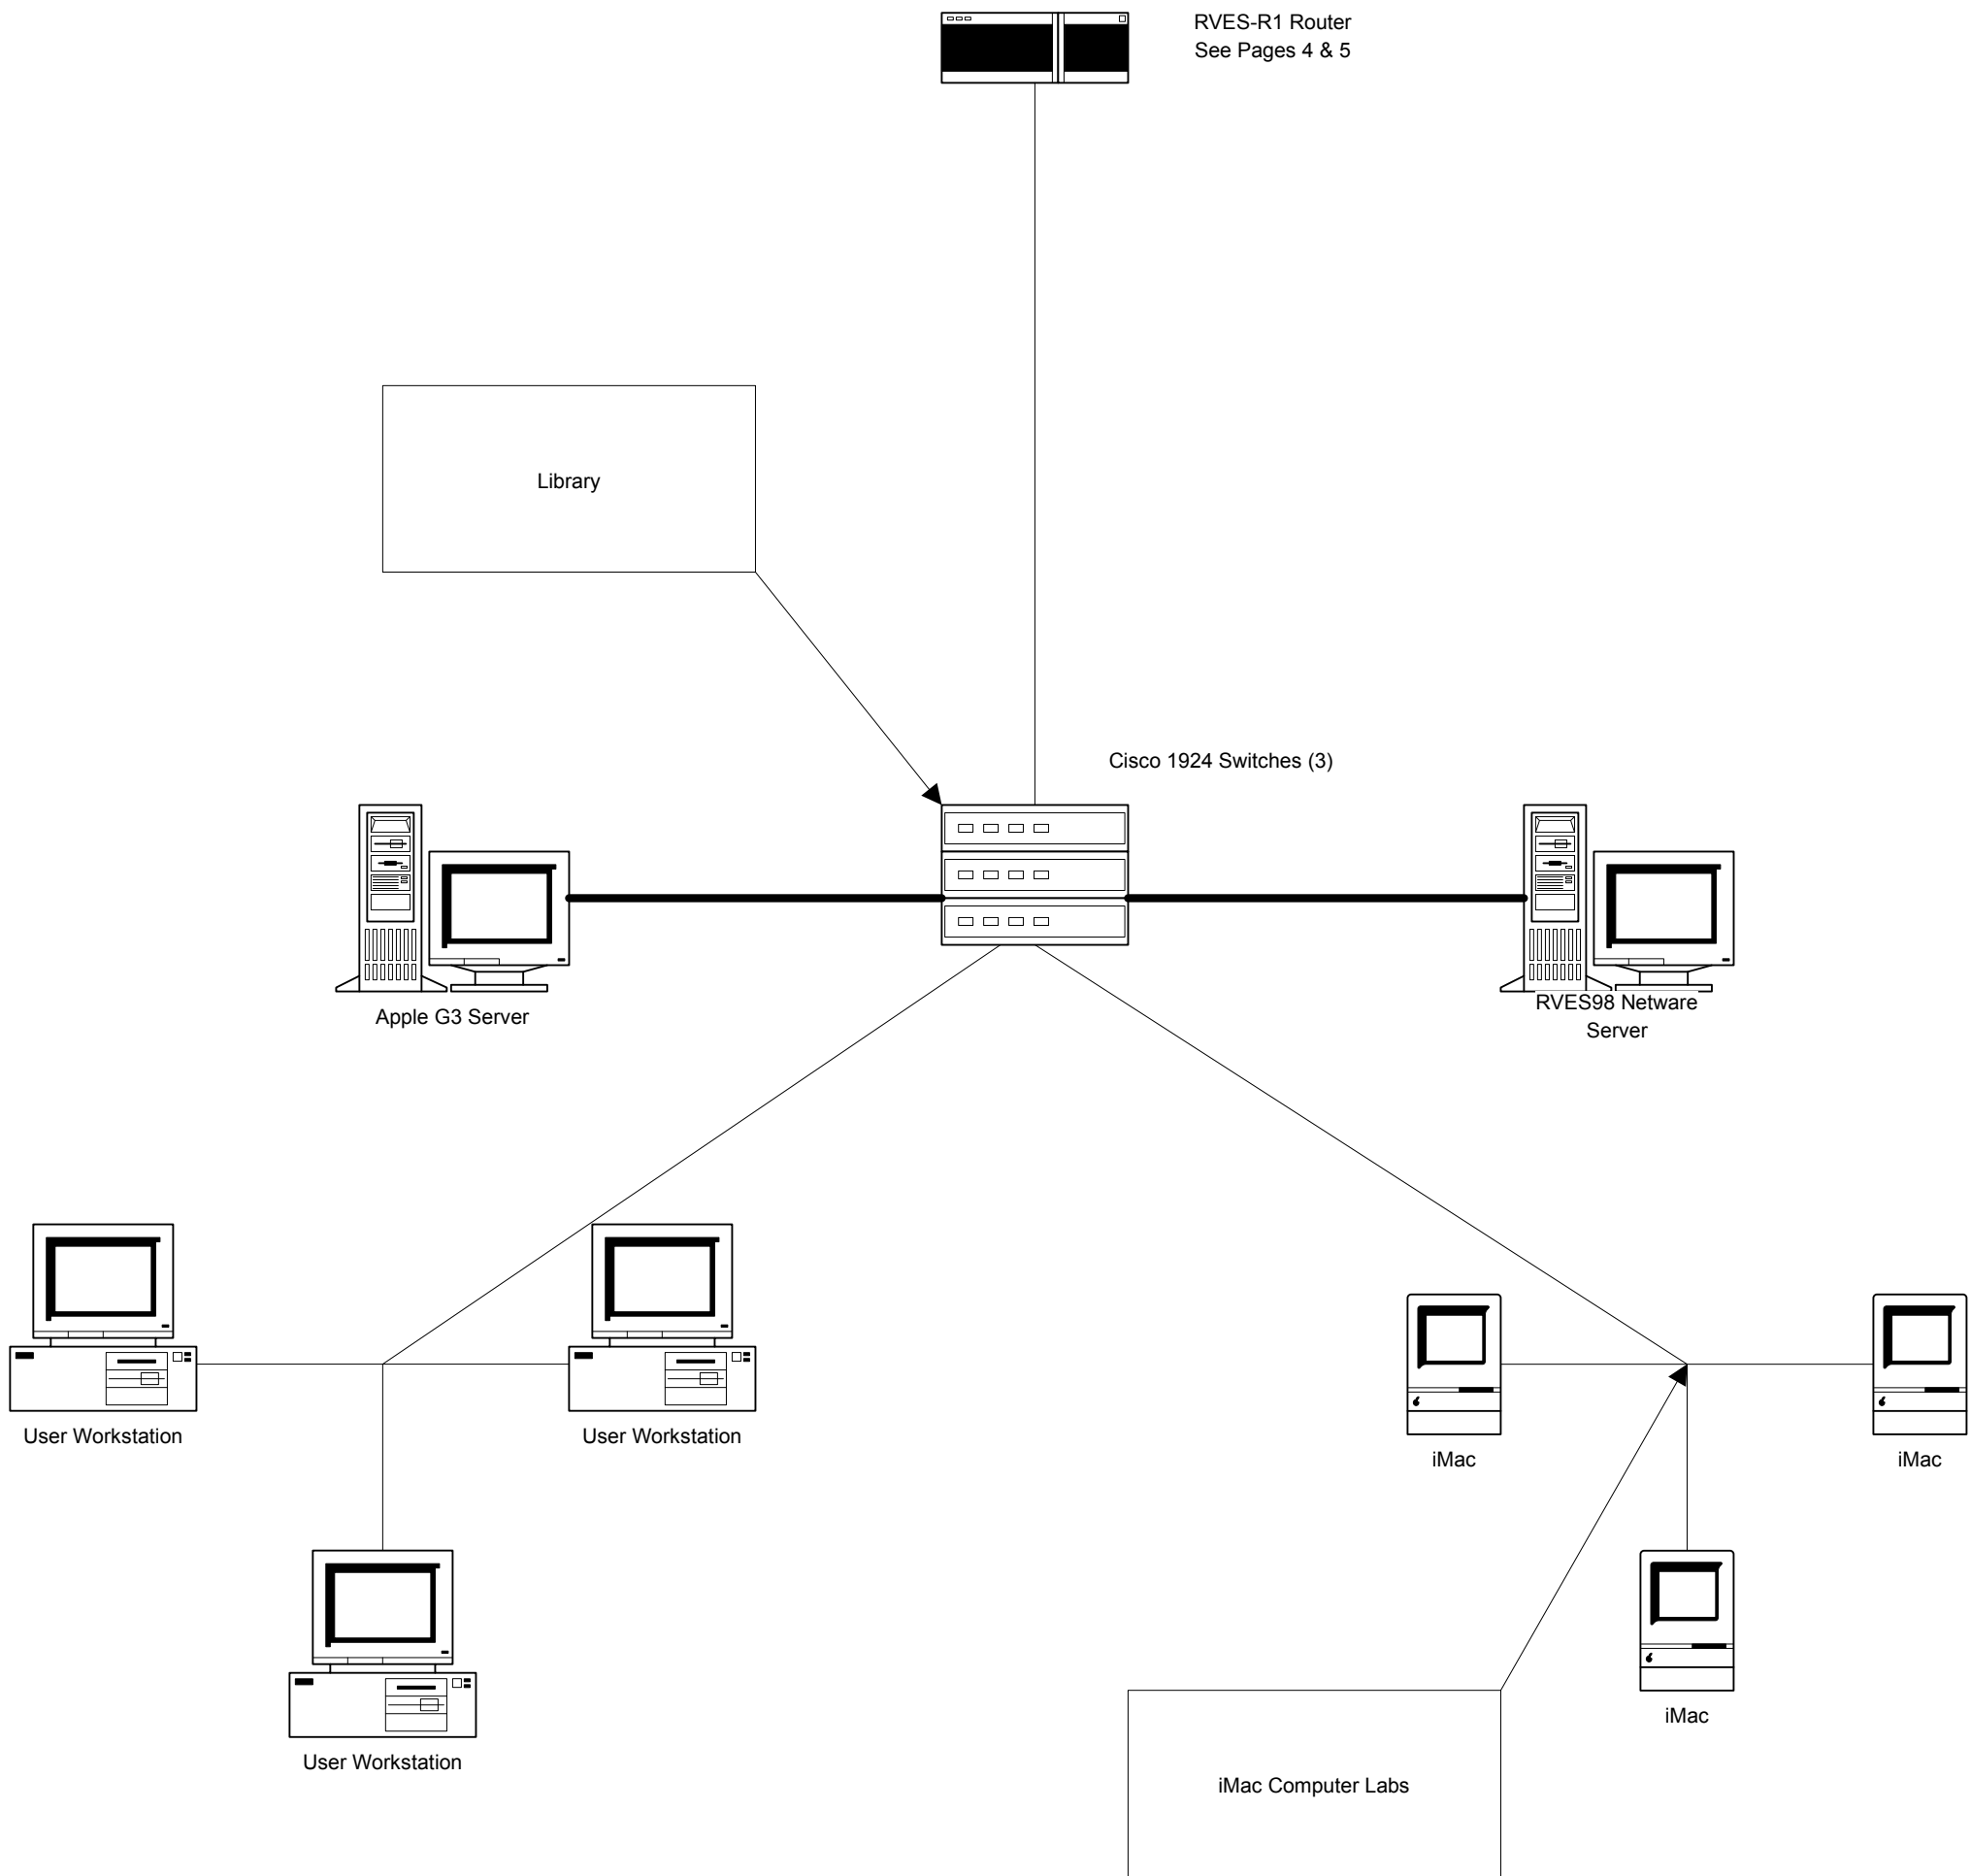 RVES-R1 Router
See Pages 4 & 5
Library
Cisco 1924 Switches (3)
Apple G3 Server
RVES98 Netware
Server
User Workstation
User Workstation
iMac
iMac
User Workstation
iMac
iMac Computer Labs